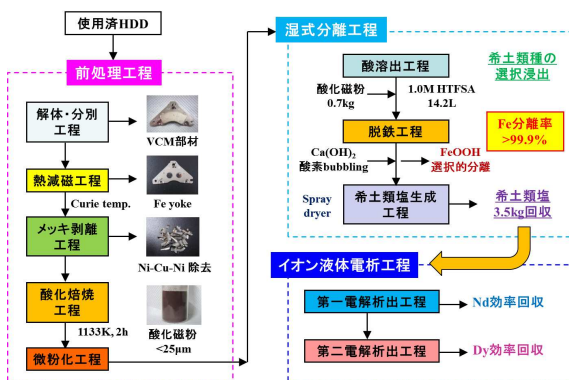 使用済HDD
前処理工程
解体・分別
工程
VCM部材
熱減磁工程
Curie temp.
Fe yoke
メッキ剥離
工程
Ni-Cu-Ni 除去
酸化焙焼
工程
1133K, 2h
酸化磁粉
<25μm
微粉化工程
湿式分離工程
酸溶出工程
希土類種の
選択浸出
酸化磁粉
0.7kg
1.0M HTFSA
14.2L
脱鉄工程
Fe分離率
>99.9%
Ca(OH)2
酸素bubbling
FeOOH
選択的分離
Spray
dryer
希土類塩生成
工程
希土類塩
3.5kg回収
イオン液体電析工程
第一電解析出工程
Nd効率回収
第二電解析出工程
Dy効率回収